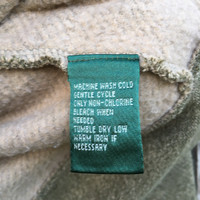 MACHINE WASH COLD
GENTLE CYCLE
ONLY NON-CHLORINE
BLEACH WHEN
NEEDED
TUMBLE DRY LOW
WARM IRON IF
NECESSARY